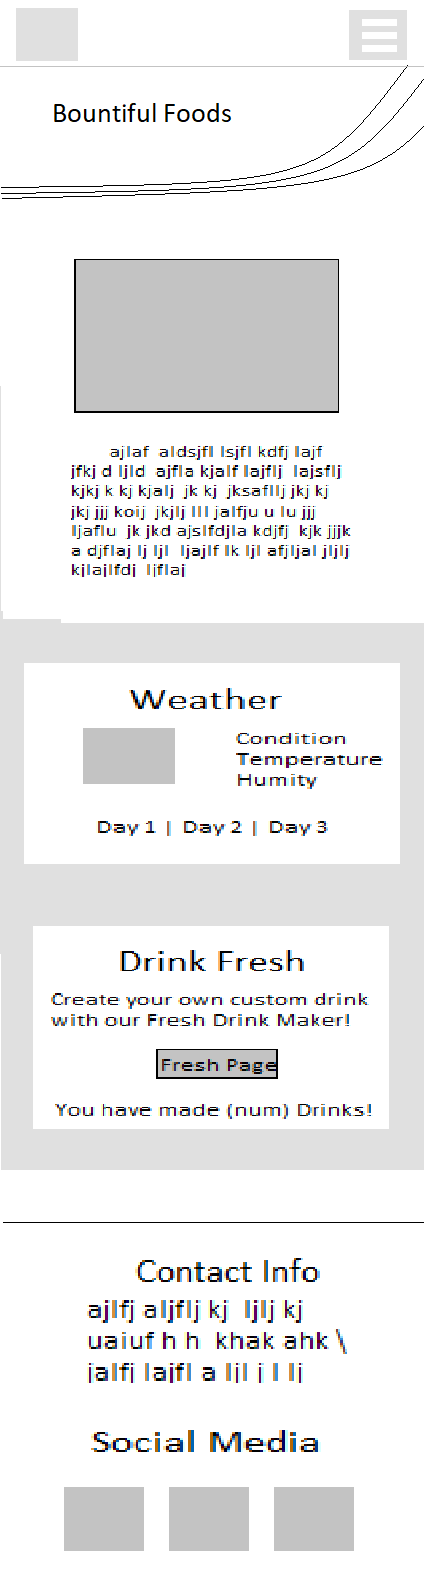 Bountiful Foods
ajlaf aldsjfl lsjfl kdfj lajf
jfkj d ljld ajfla kjalf lajflj lajsflj
kjkj k kj kjalj jk kj jksafllj jkj kj
jkj jjj koij jkjlj lll jalfju u lu jjj
ljaflu jk jkd ajslfdjla kdjfj kjk jjjk
a djflaj lj ljl ljajlf lk ljl afjljal jljlj
kjlajlfdj ljflaj
Weather
Condition
Temperature
Humity
Day 1 | Day 2 | Day 3
Drink Fresh
Create your own custom drink
with our Fresh Drink Maker!
Fresh Page
You have made (num) Drinks!
Contact Info
ajlfj aljflj kj ljlj kj
uaiuf h h khak ahk \
jalfj lajfl a ljl j l lj
Social Media